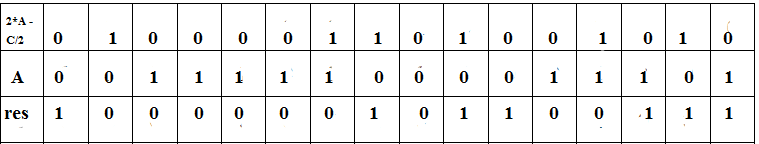 2*A - C/2 0 1 0 0 0 0 1 1 0 1 0 0 1 0 1 0
A 0 0 1 1 1 1 1 0 0 0 0 1 1 1 0 1
res 1 0 0 0 0 0 0 1 0 1 1 0 0 1 1 1